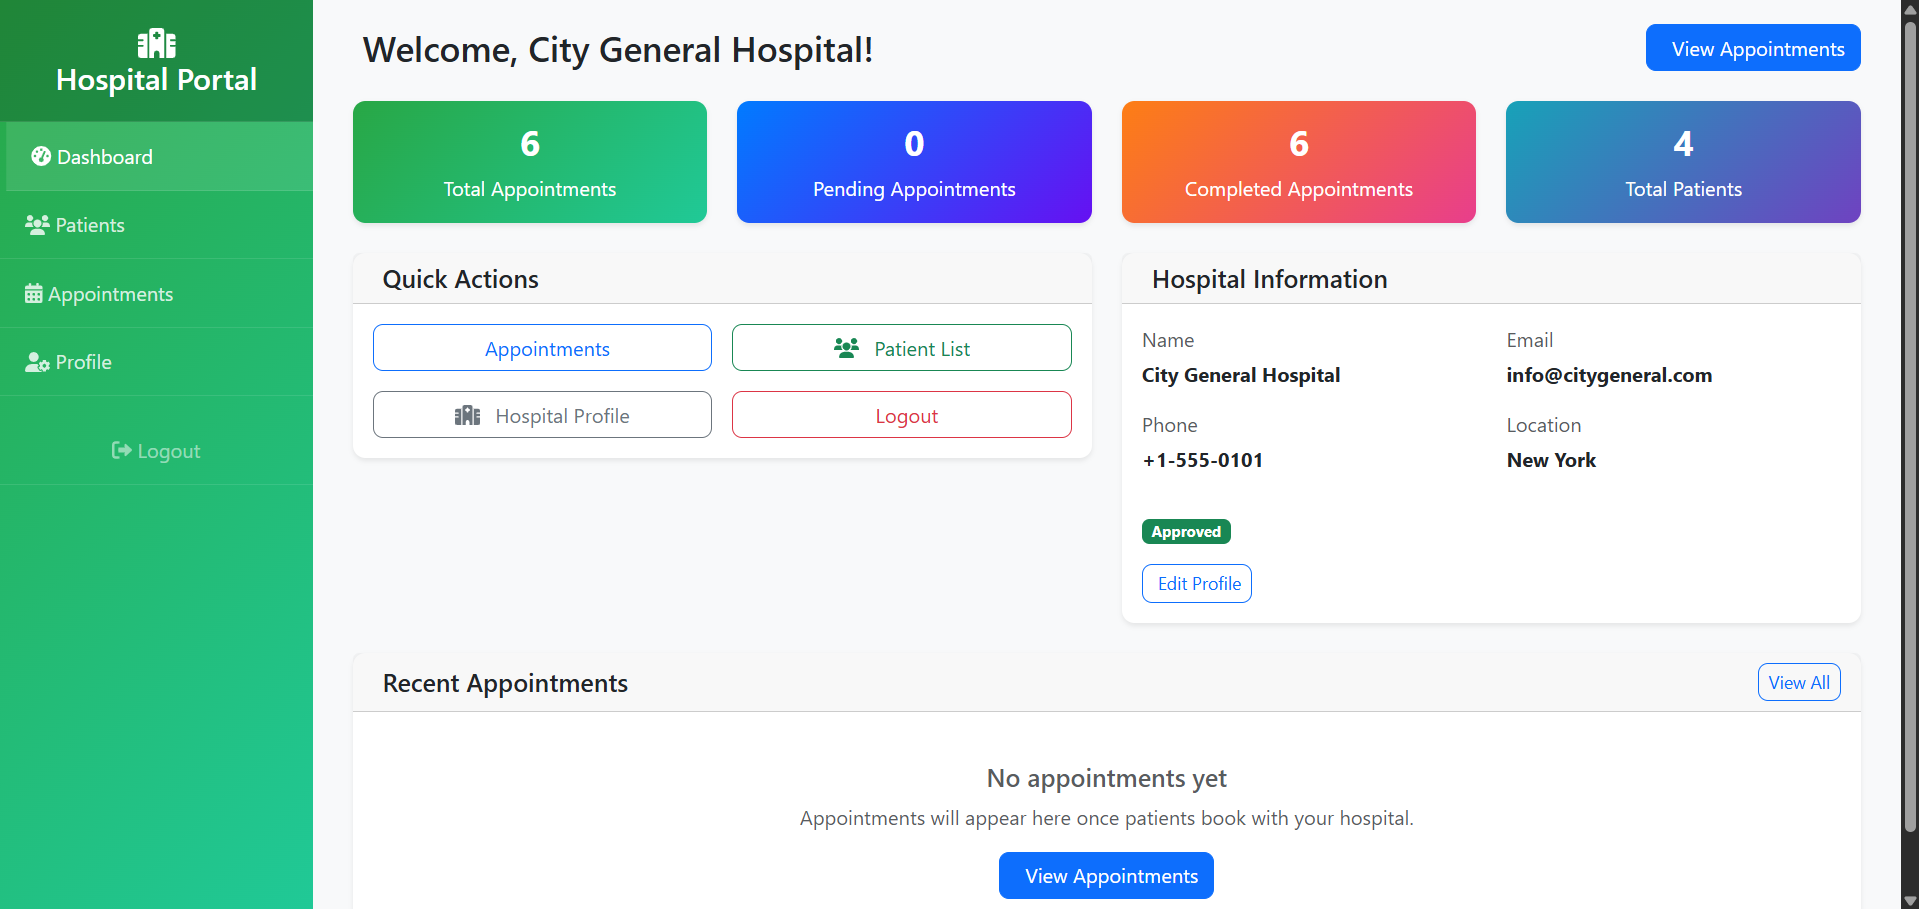 Hospital Portal
Dashboard
Patients
Appointments
Profile
Logout
Welcome, City General Hospital!
View Appointments
6
Total Appointments
0
Pending Appointments
6
Completed Appointments
4
Total Patients
Quick Actions
Appointments
Patient List
Hospital Profile
Logout
Hospital Information
Name
City General Hospital
Email
info@citygeneral.com
Phone
+1-555-0101
Location
New York
Approved
Edit Profile
Recent Appointments
View All
No appointments yet
Appointments will appear here once patients book with your hospital.
View Appointments